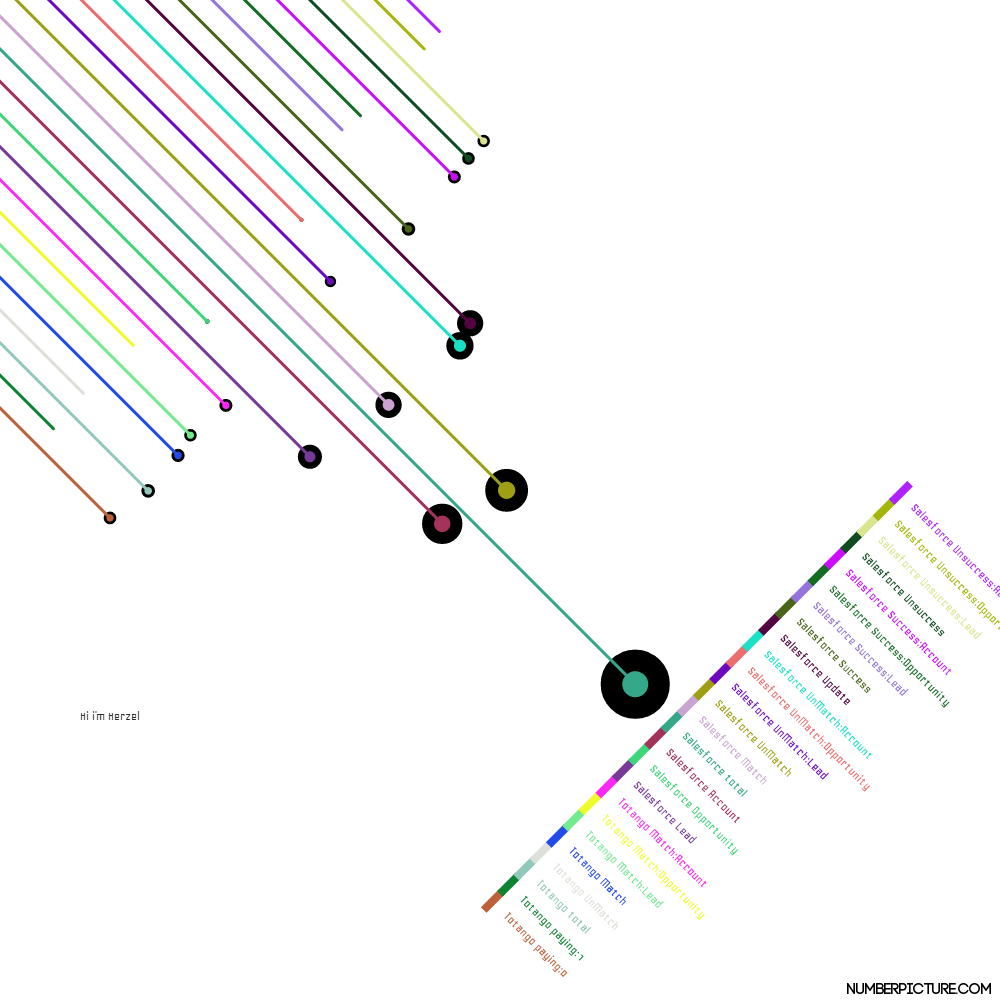 Salesforce Unsuccess:A
Salesforce Unsuccess:Oppor
Salesforce Unsuccess:Lead
Salesforce Unsuccess
Salesforce Success:Account
Salesforce Success:Opportunity
Salesforce Success:Lead
Salesforce Success
Salesforce Update
Salesforce UnMatch:Account
Salesforce UnMatch:Opportunity
Salesforce UnMatch:Lead
Salesforce UnMatch
Salesforce Match
Salesforce total
Salesforce Account
Salesforce Opportunity
Salesforce Lead
Totango Match:Account
Totango Match:Opportunity
Totango Match:Lead
Totango Match
Totango UnMatch
Totango total
Totango paying:1
Totango paying:0
Hi i'm Herzel
NUMBERPICTURE.COM